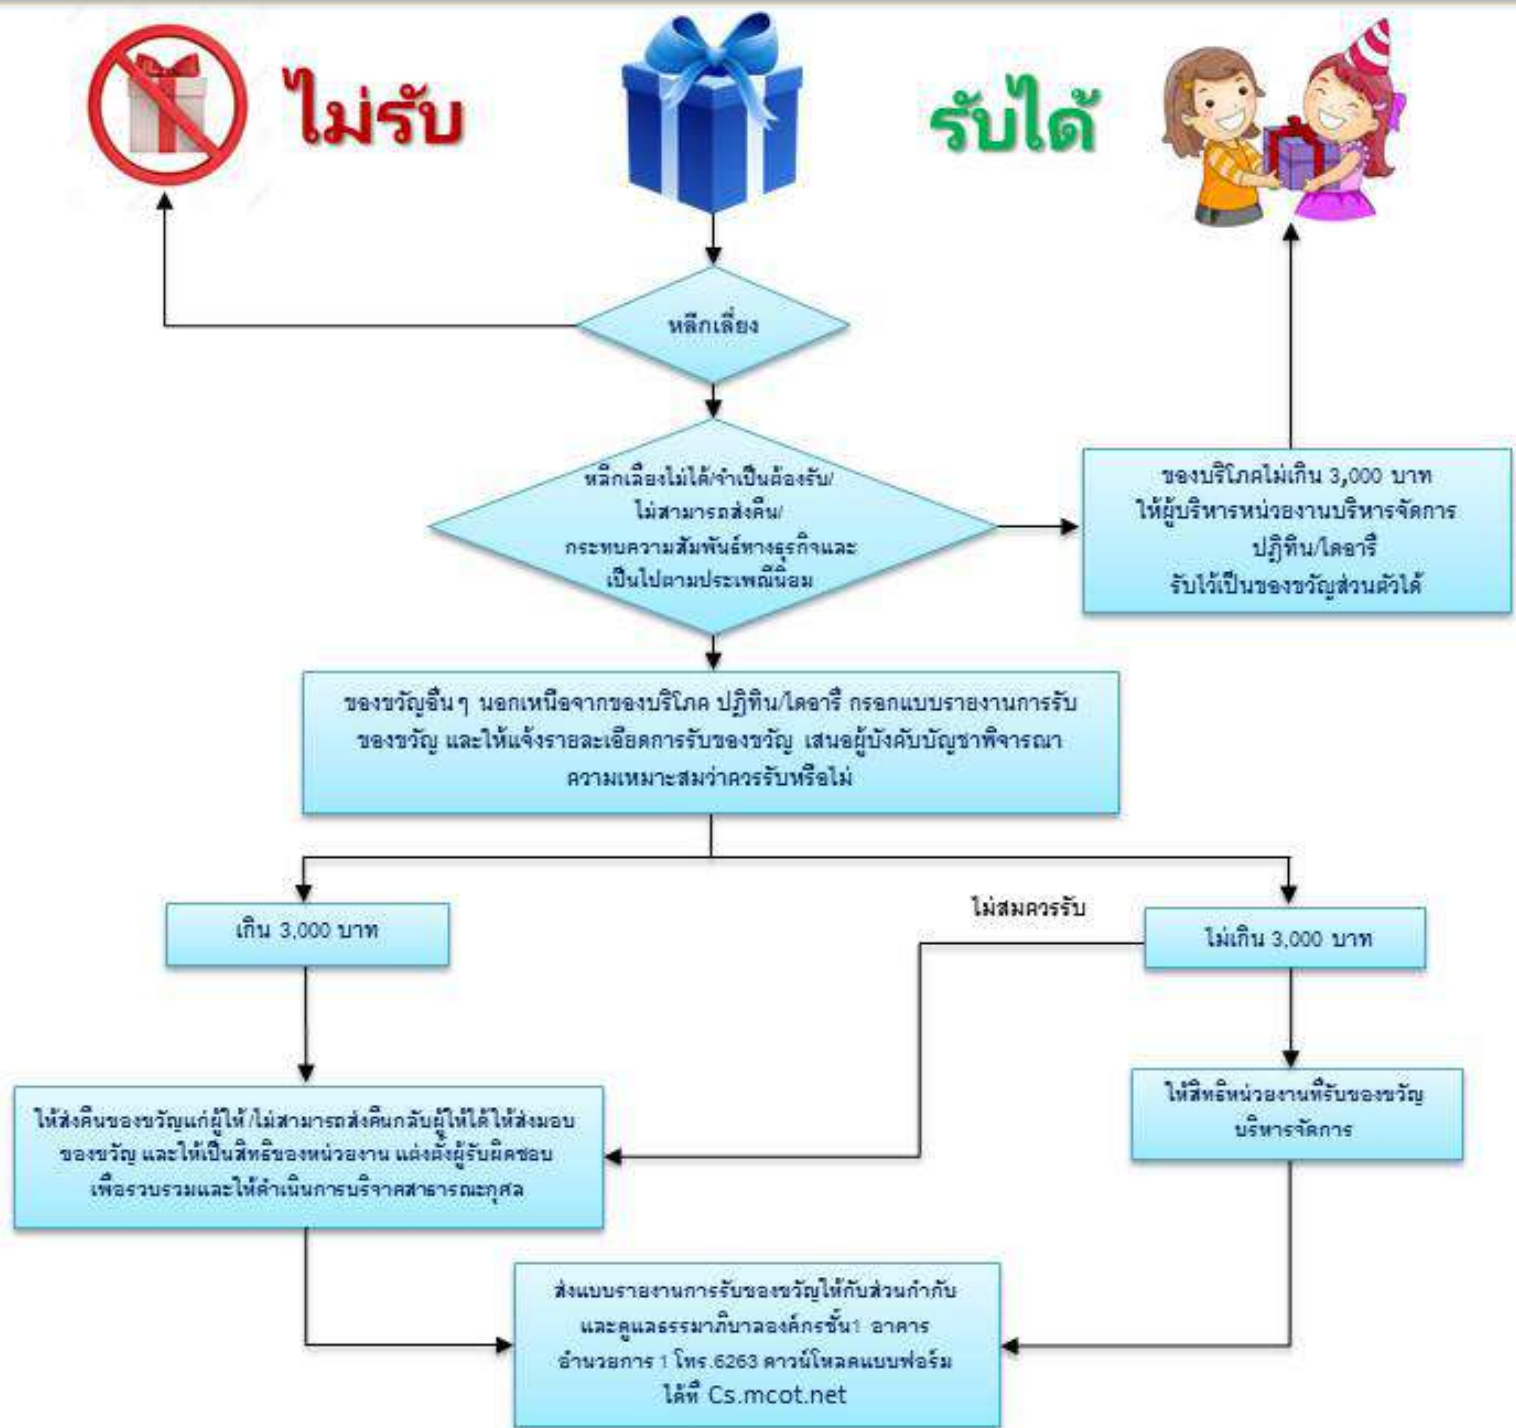 ไม่รับ
รับได้
หลีกเลี่ยง
หลีกเลี่ยงไม่ได้/จำเป็นต้องรับ/
ไม่สามารถส่งคืน/
กระทบความสัมพันธ์ทางธุรกิจและ
เป็นไปตามประเพณีนิยม
ของบริโภคไม่เกิน 3,000 บาท
ให้ผู้บริหารหน่วยงานบริหารจัดการ
ปฏิทิน/ไดอารี่
รับไว้เป็นของขวัญส่วนตัวได้
ของขวัญอื่นๆ นอกเหนือจากของบริโภค ปฏิทิน/ไดอารี่ กรอกแบบรายงานการรับ
ของขวัญ และให้แจ้งรายละเอียดการรับของขวัญ เสนอผู้บังคับบัญชาพิจารณา
ความเหมาะสมว่าควรรับหรือไม่
เกิน 3,000 บาท
ไม่สมควรรับ
ไม่เกิน 3,000 บาท
ให้ส่งคืนของขวัญแก่ผู้ให้/ไม่สามารถส่งคืนกลับผู้ให้ได้ให้ส่งมอบ
ของขวัญ และให้เป็นสิทธิของหน่วยงาน แต่งตั้งผู้รับผิดชอบ
เพื่อรวบรวมและให้ดำเนินการบริจาคสาธารณะกุศล
ให้สิทธิหน่วยงานที่รับของขวัญ
บริหารจัดการ
ส่งแบบรายงานการรับของขวัญให้กับส่วนกำกับ
และดูแลธรรมาภิบาลองค์กรชั้น1 อาคาร
อำนวยการ 1 โทร.6263 ดาวน์โหลดแบบฟอร์ม
ได้ที่ Cs.mcot.net